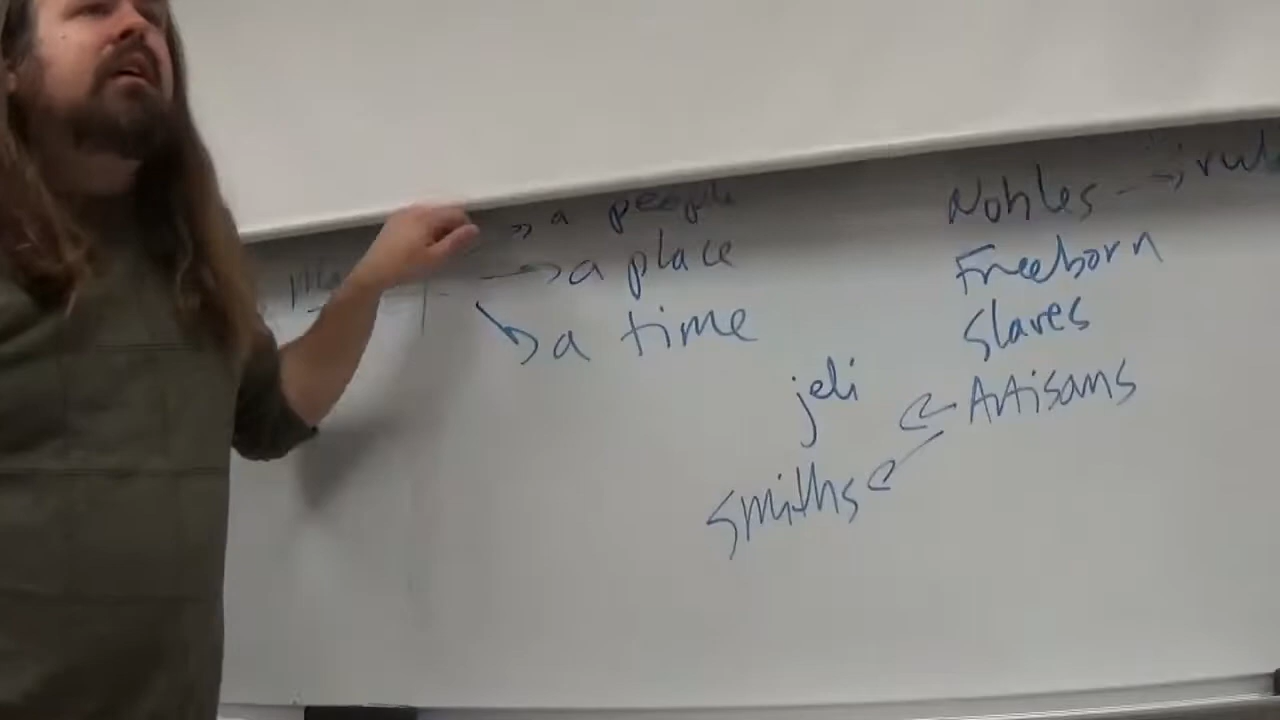 a people
a place
a time
Nobles
Freeborn
Slaves
Artisans
jeli
smiths